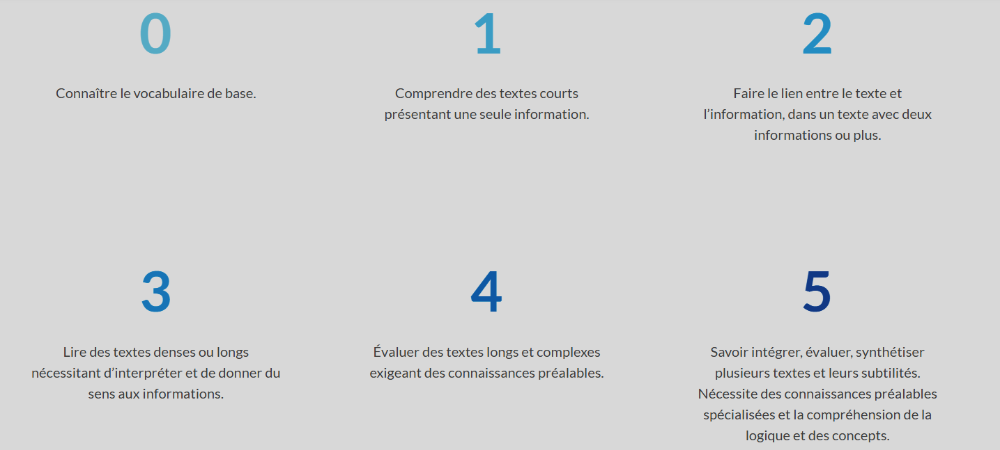 0
Connaître le vocabulaire de base.
1
Comprendre des textes courts
présentant une seule information.
2
Faire le lien entre le texte et
l’information, dans un texte avec deux
informations ou plus.
3
Lire des textes denses ou longs
nécessitant d’interpréter et de donner du
sens aux informations.
4
Évaluer des textes longs et complexes
exigeant des connaissances préalables.
5
Savoir intégrer, évaluer, synthétiser
plusieurs textes et leurs subtilités.
Nécessite des connaissances préalables
spécialisées et la compréhension de la
logique et des concepts.